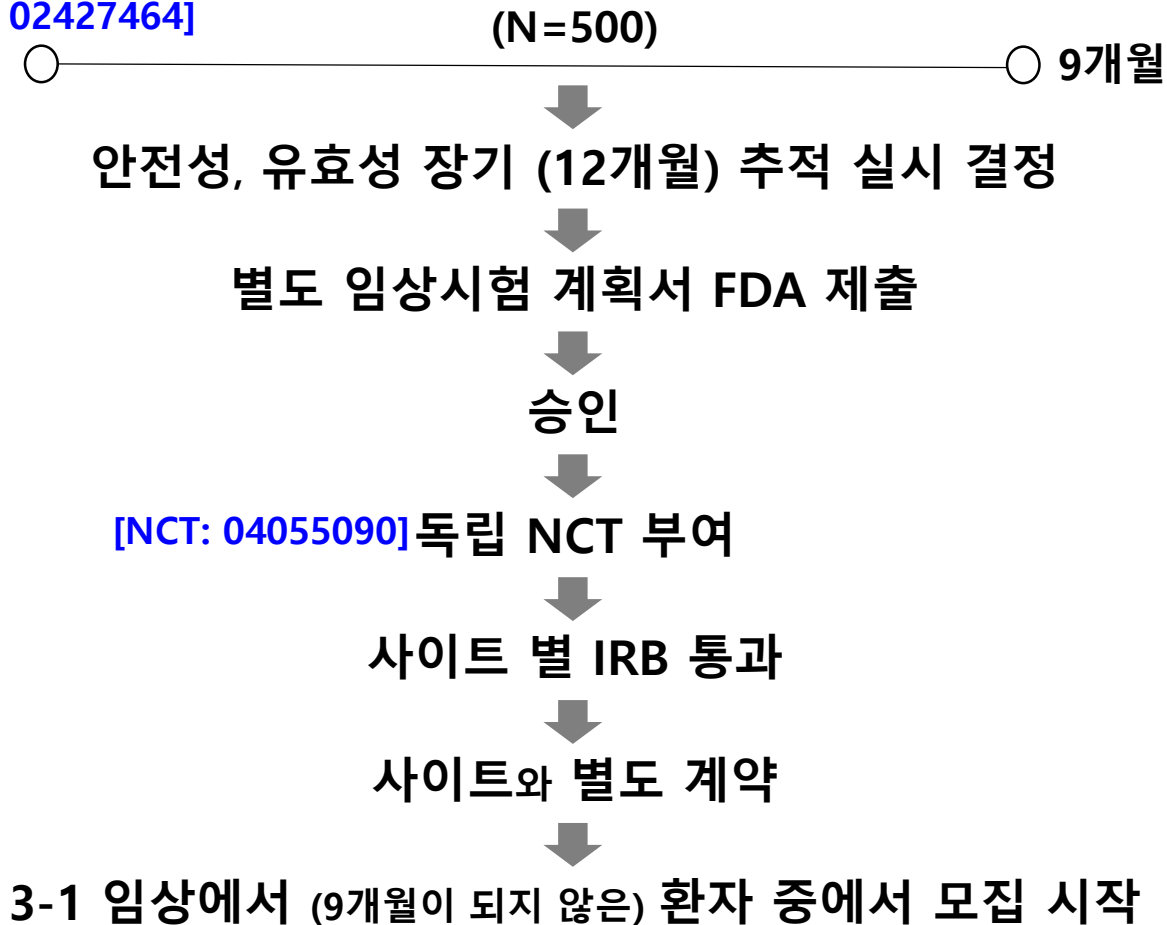 02427464]
(N=500)
9개월
안전성, 유효성 장기 (12개월) 추적 실시 결정
별도 임상시험 계획서 FDA 제출
승인
[NCT: 04055090] 독립 NCT 부여
사이트 별 IRB 통과
사이트와 별도 계약
3-1 임상에서 (9개월이 되지 않은) 환자 중에서 모집 시작